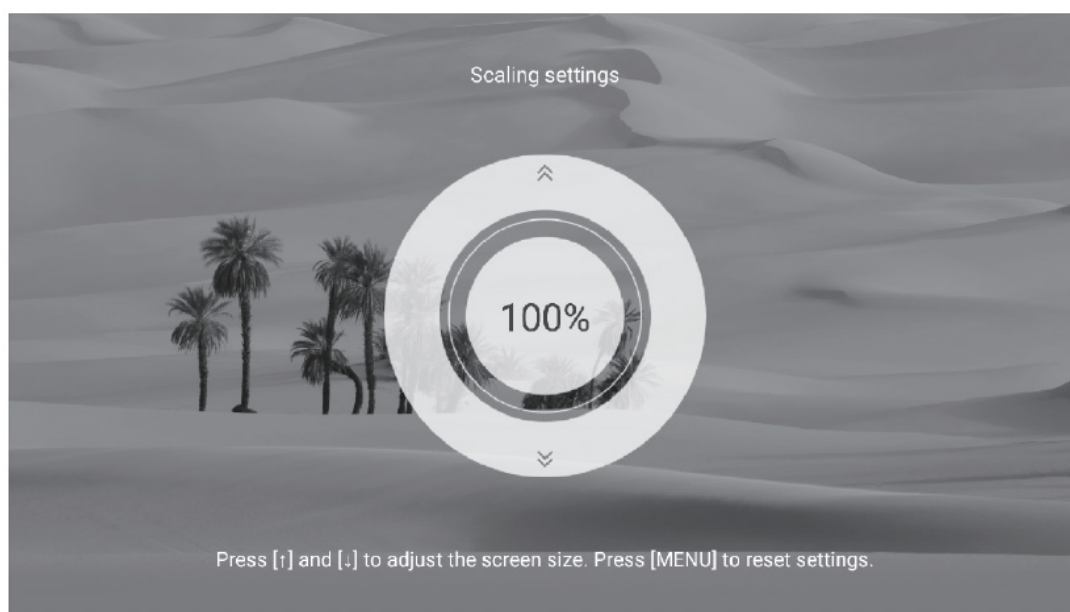 Scaling settings
100%
Press [↑] and [↓] to adjust the screen size. Press [MENU] to reset settings.